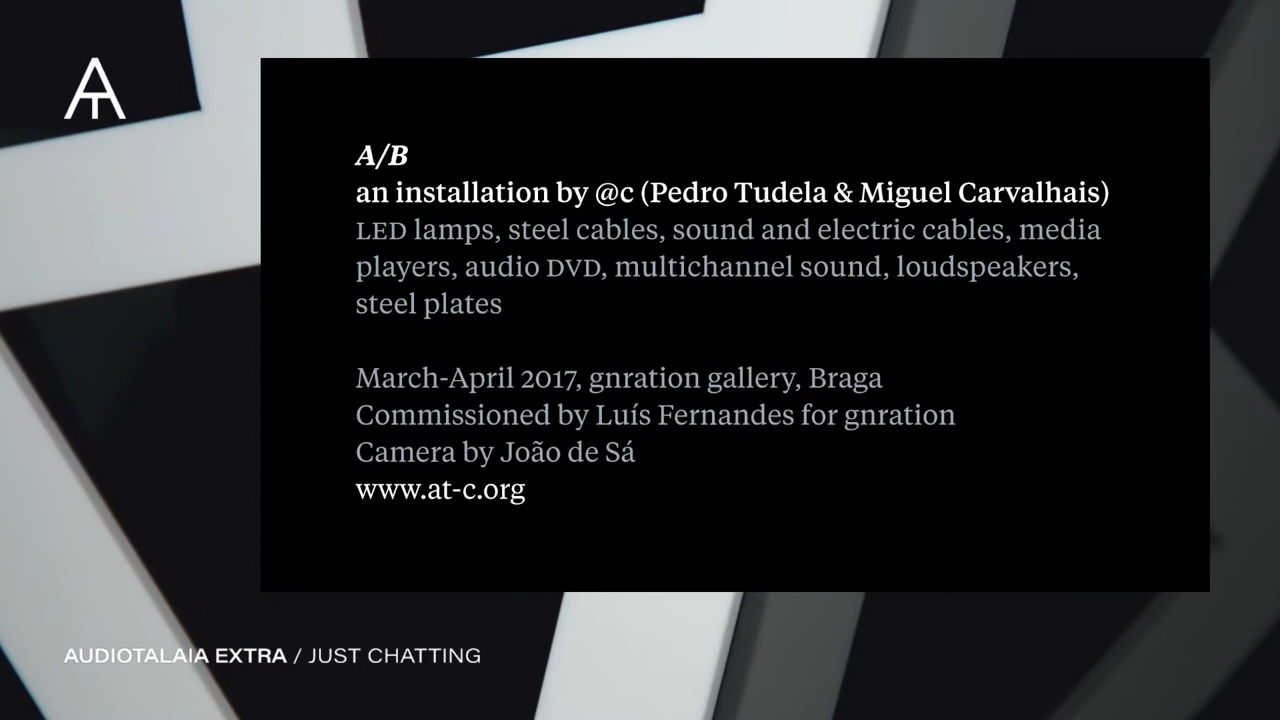 AT
A/B
an installation by @c (Pedro Tudela & Miguel Carvalhais)
LED lamps, steel cables, sound and electric cables, media
players, audio DVD, multichannel sound, loudspeakers,
steel plates
March-April 2017, gnration gallery, Braga
Commissioned by Luís Fernandes for gnration
Camera by João de Sá
www.at-c.org
AUDIOTALAIA EXTRA / JUST CHATTING